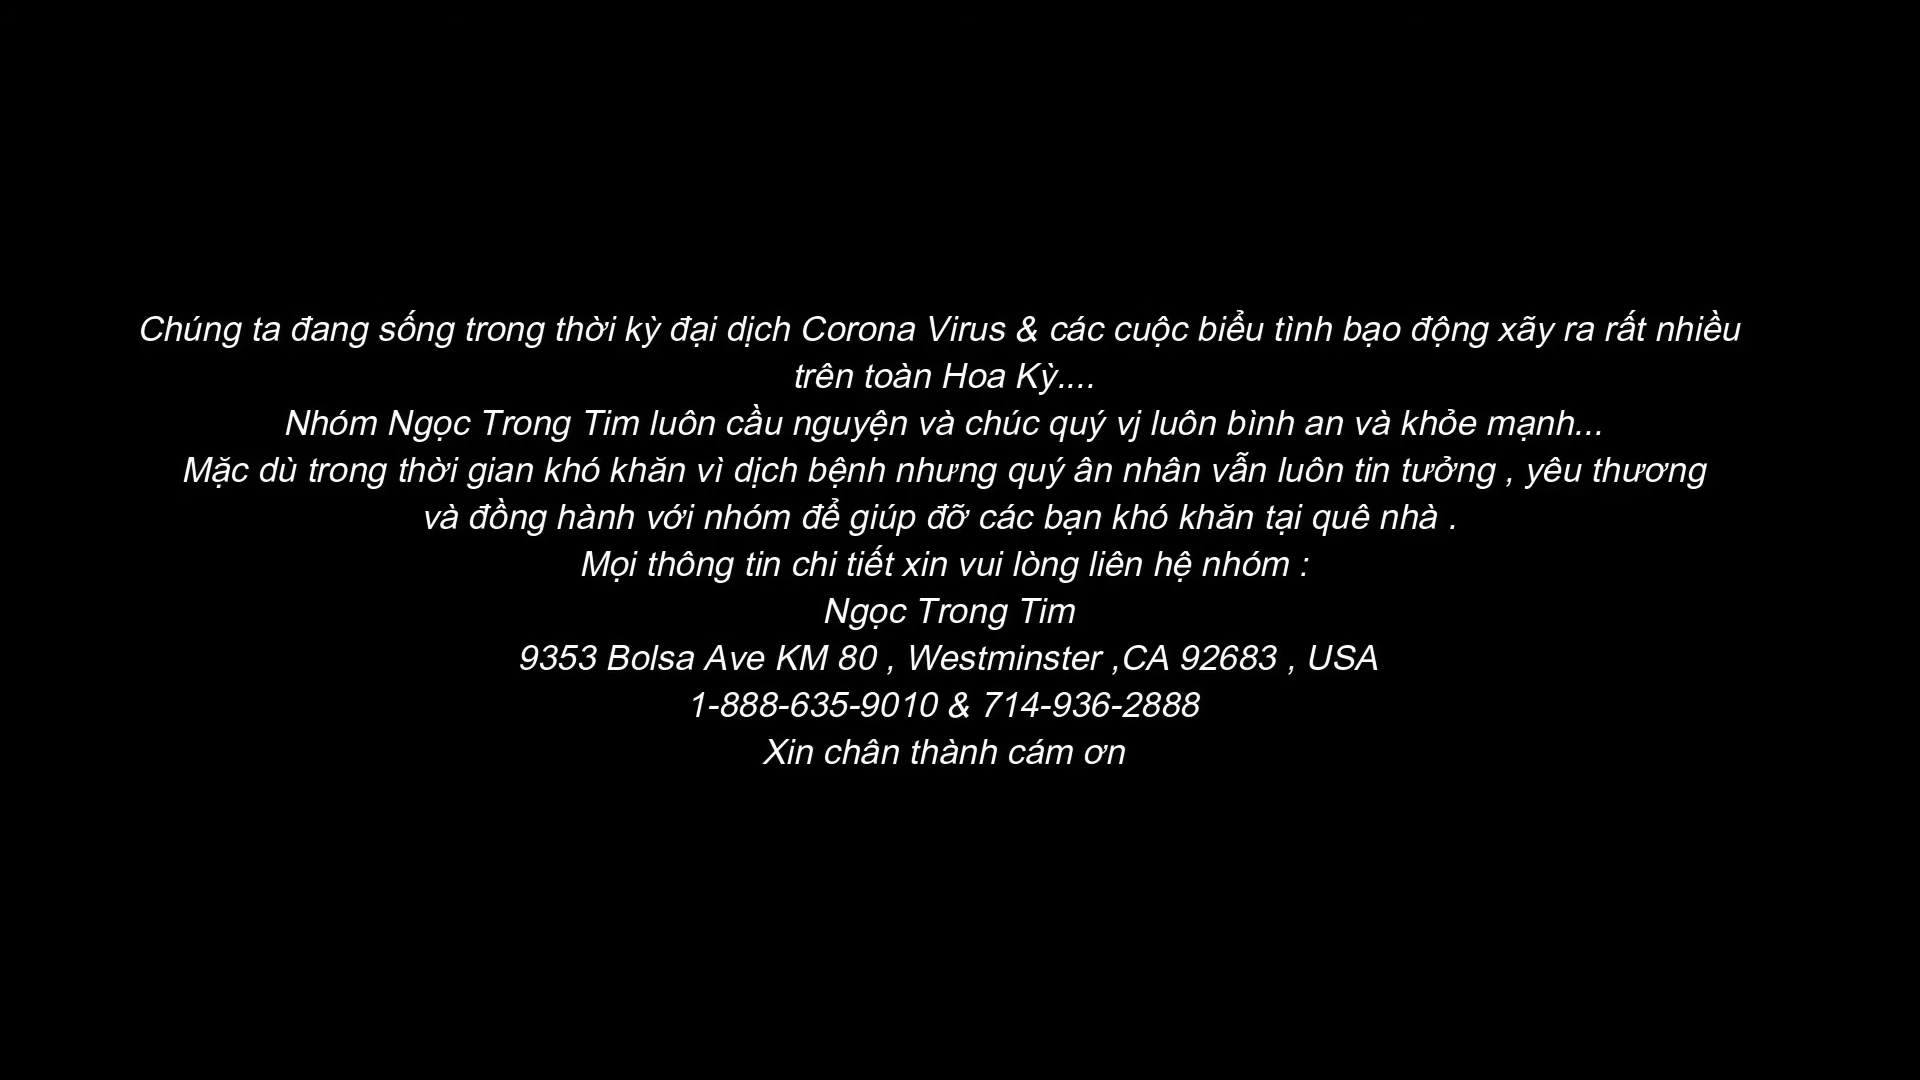 Chúng ta đang sống trong thời kỳ đại dịch Corona Virus & các cuộc biểu tình bạo động xãy ra rất nhiều
trên toàn Hoa Kỳ....
Nhóm Ngọc Trong Tim luôn cầu nguyện và chúc quý vị luôn bình an và khỏe mạnh...
Mặc dù trong thời gian khó khăn vì dịch bệnh nhưng quý ân nhân vẫn luôn tin tưởng , yêu thương
và đồng hành với nhóm để giúp đỡ các bạn khó khăn tại quê nhà .
Mọi thông tin chi tiết xin vui lòng liên hệ nhóm :
Ngọc Trong Tim
9353 Bolsa Ave KM 80 , Westminster ,CA 92683 , USA
1-888-635-9010 & 714-936-2888
Xin chân thành cám ơn